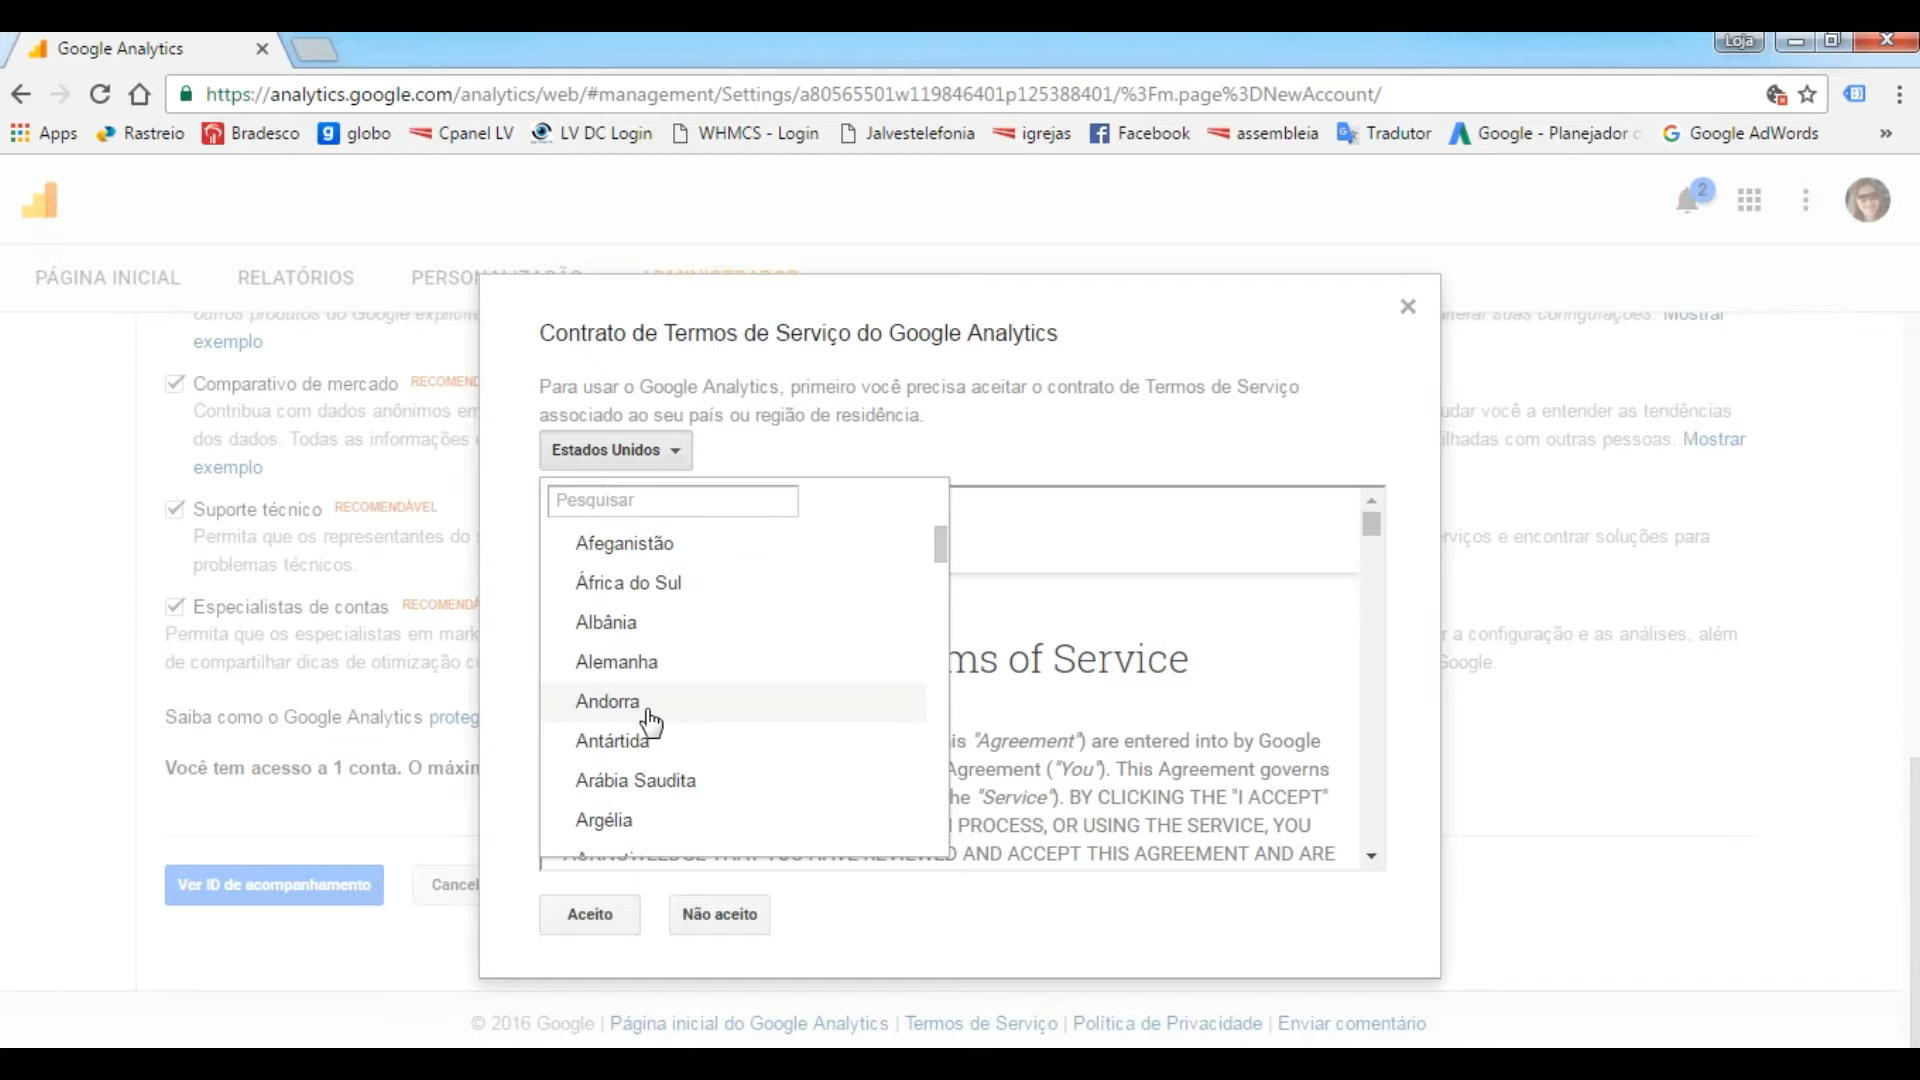 Google Analytics
Loja
https://analytics.google.com/analytics/web/#management/Settings/a80565501w119846401p125388401/%3Fm.page%3DNewAccount/
Apps Rastreio Bradesco globo Cpanel LV LV DC Login WHMCS - Login Jalvestelefonia igrejas Facebook assembleia Tradutor Google - Planejador Google AdWords »
2
PÁGINA INICIAL RELATÓRIOS
Contrato de Termos de Serviço do Google Analytics
Para usar o Google Analytics, primeiro você precisa aceitar o contrato de Termos de Serviço
associado ao seu país ou região de residência.
Estados Unidos
Pesquisar
Afeganistão
África do Sul
Albânia
Alemanha
Andorra
Antártida
Arábia Saudita
Argélia
ms of Service
is "Agreement") are entered into by Google
Agreement ("You"). This Agreement governs
he "Service"). BY CLICKING THE "I ACCEPT"
PROCESS, OR USING THE SERVICE, YOU
AND ACCEPT THIS AGREEMENT AND ARE
Aceito Não aceito
exemplo
Comparativo de mercado
Contribua com dados anônimos
udar você a entender as tendências
dos dados. Todas as informações
ilhadas com outras pessoas. Mostrar
exemplo
Suporte técnico RECOMENDÁVEL
Permita que os representantes do
rviços e encontrar soluções para
problemas técnicos.
Especialistas de contas
Permita que os especialistas em
r a configuração e as análises, além
de compartilhar dicas de otimização
Google.
Saiba como o Google Analytics
Você tem acesso a 1 conta. O
Ver ID de acompanhamento Cancel
© 2016 Google | Página inicial do Google Analytics | Termos de Serviço | Política de Privacidade | Enviar comentário